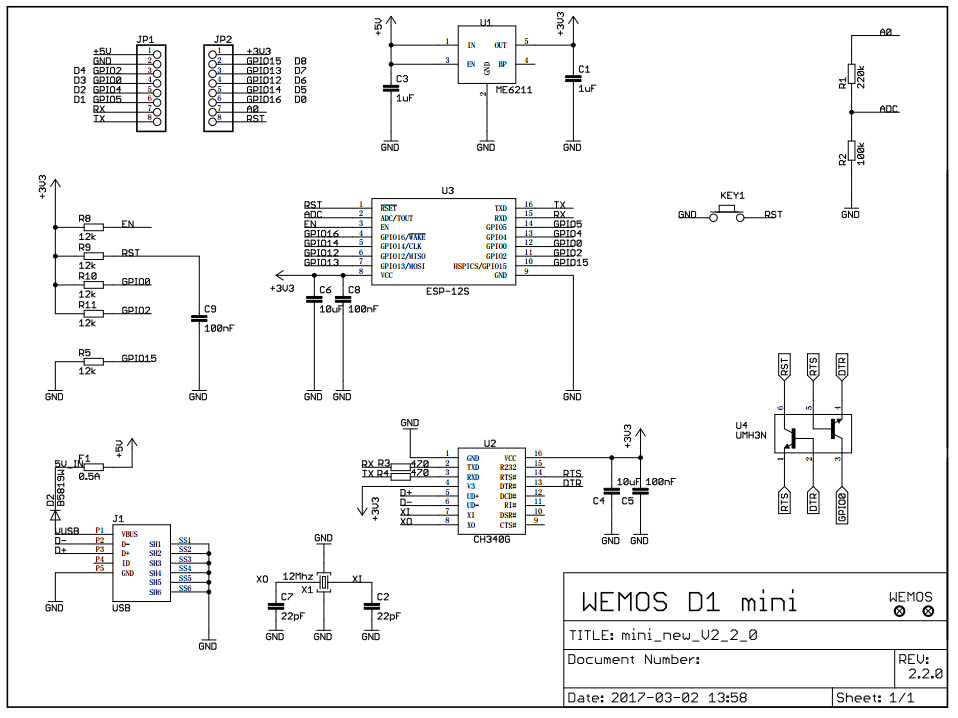 JP1
+5V 1
GND 2
D4 GPIO2 3
D3 GPIO0 4
D2 GPIO4 5
D1 GPIO5 6
RX 7
TX 8
JP2
1 +3V3
2 GPIO15 D8
3 GPIO13 D7
4 GPIO12 D6
5 GPIO14 D5
6 GPIO16 D0
7 A0
8 RST
+5V
U1
+3V3
1 IN OUT 5
3 EN GND BP 4
2
ME6211
C3
1uF
C1
1uF
GND
GND
GND
A0
R1
220k
ADC
R2
100k
GND
KEY1
GND RST
+3V3
R8 EN
12k
R9 RST
12k
R10 GPIO0
12k
R11 GPIO2
12k
R5 GPIO15
12k
C9
100nF
GND
GND
U3
RST 1 RSET TXD 16 TX
ADC 2 ADC/TOUT RXD 15 RX
EN 3 EN GPIO5 14 GPIO5
GPIO16 4 GPIO16/WAKE GPIO4 13 GPIO4
GPIO14 5 GPIO14/CLK GPIO0 12 GPIO0
GPIO12 6 GPIO12/MISO GPIO2 11 GPIO2
GPIO13 7 GPIO13/MOSI HSPICS/GPIO15 10 GPIO15
8 VCC GND 9
ESP-12S
+3V3
C6
10uF
C8
100nF
GND
GND
GND
RST RTS DTR
6 5 4
U4
UMH3N
1 2 3
RTS DTR GPIO0
+5V
5V_IN F1
0.5A
D2
B5819W
J1
VUSB P1 VBUS
D- P2 D- SH1 SS1
D+ P3 D+ SH2 SS2
P4 ID SH3 SS3
P5 GND SH4 SS4
SH5 SS5
SH6 SS6
USB
GND
GND
GND
U2
+3V3
1 GND VCC 16
RX R3 470 2 TXD R232 15
TX R4 470 3 RXD RTS# 14 RTS
4 V3 DTR# 13 DTR
D+ 5 UD+ DCD# 12
D- 6 UD- RI# 11
XI 7 XI DSR# 10
XO 8 XO CTS# 9
CH340G
+3V3
10uF 100nF
C4 C5
GND GND
GND
XO 12Mhz XI
X1
C7
22pF
C2
22pF
GND GND GND
WEMOS D1 mini
WEMOS
TITLE: mini_new_V2_2_0
Document Number:
REV:
2.2.0
Date: 2017-03-02 13:58
Sheet: 1/1